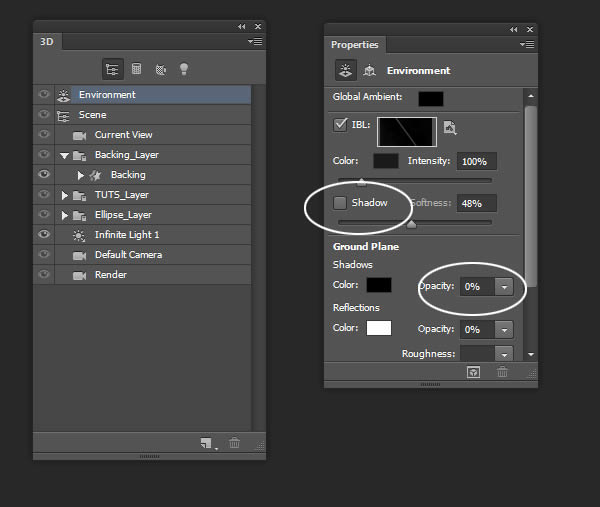 3D
Environment
Scene
Current View
Backing_Layer
Backing
TUTS_Layer
Ellipse_Layer
Infinite Light 1
Default Camera
Render
Properties
Environment
Global Ambient:
IBL:
Color: Intensity: 100%
Shadow Softness: 48%
Ground Plane
Shadows
Color: Opacity: 0%
Reflections
Color: Opacity: 0%
Roughness: